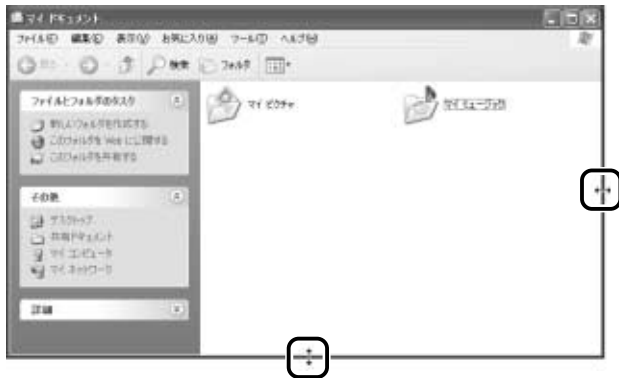 マイ ドキュメント
ファイル(F) 編集(E) 表示(V) お気に入り(A) ツール(T) ヘルプ(H)
戻る 検索 フォルダ
ファイルとフォルダのタスク
マイ ピクチャ
マイ ミュージック
新しいフォルダを作成する
このフォルダを Web に公開する
このフォルダを共有する
その他
デスクトップ
共有ドキュメント
マイ コンピュータ
マイ ネットワーク
詳細